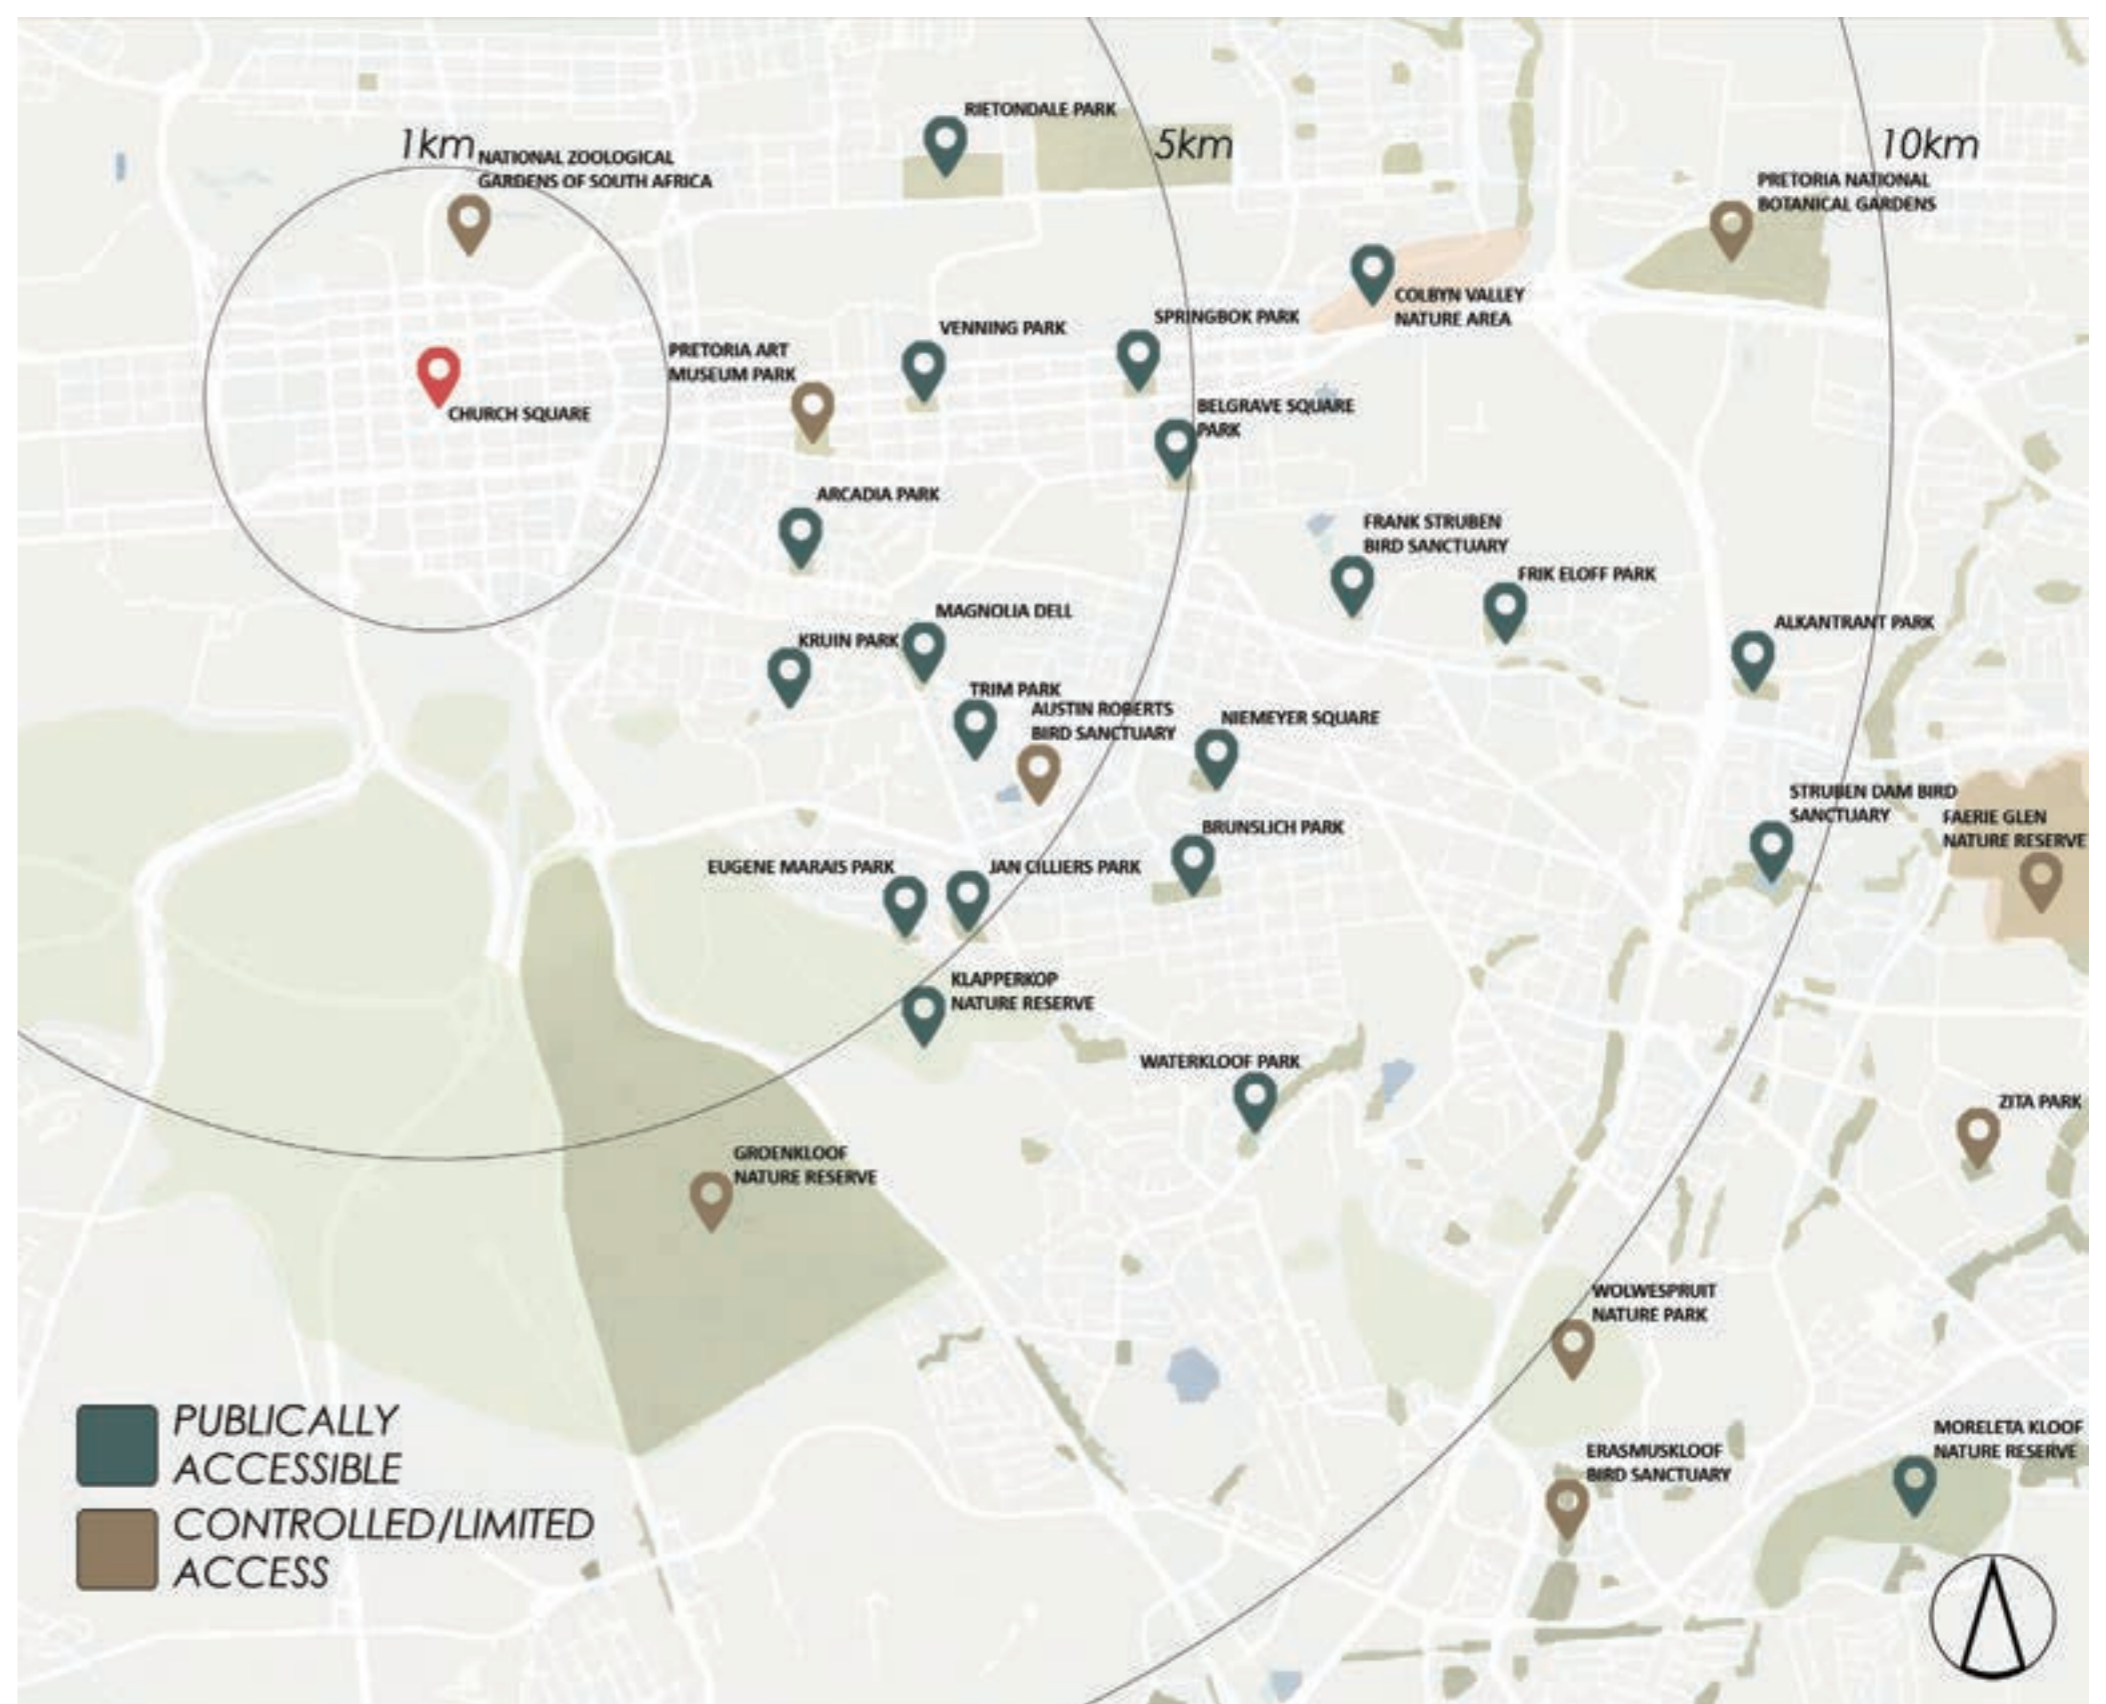 RIETONDALE PARK
1km
5km
10km
NATIONAL ZOOLOGICAL
GARDENS OF SOUTH AFRICA
PRETORIA NATIONAL
BOTANICAL GARDENS
COLBYN VALLEY
NATURE AREA
SPRINGBOK PARK
VENNING PARK
PRETORIA ART
MUSEUM PARK
CHURCH SQUARE
BELGRAVE SQUARE
PARK
ARCADIA PARK
FRANK STRUBEN
BIRD SANCTUARY
FRIK ELOFF PARK
MAGNOLIA DELL
ALKANTRANT PARK
KRUIN PARK
TRIM PARK
AUSTIN ROBERTS
BIRD SANCTUARY
NIEMEYER SQUARE
STRUBEN DAM BIRD
SANCTUARY
FAERIE GLEN
NATURE RESERVE
BRUNSLICH PARK
EUGENE MARAIS PARK
JAN CILLIERS PARK
KLAPPERKOP
NATURE RESERVE
WATERKLOOF PARK
ZITA PARK
GROENKLOOF
NATURE RESERVE
WOLWESPRUIT
NATURE PARK
MORELETA KLOOF
NATURE RESERVE
ERASMUSKLOOF
BIRD SANCTUARY
PUBLICALLY
ACCESSIBLE
CONTROLLED/LIMITED
ACCESS